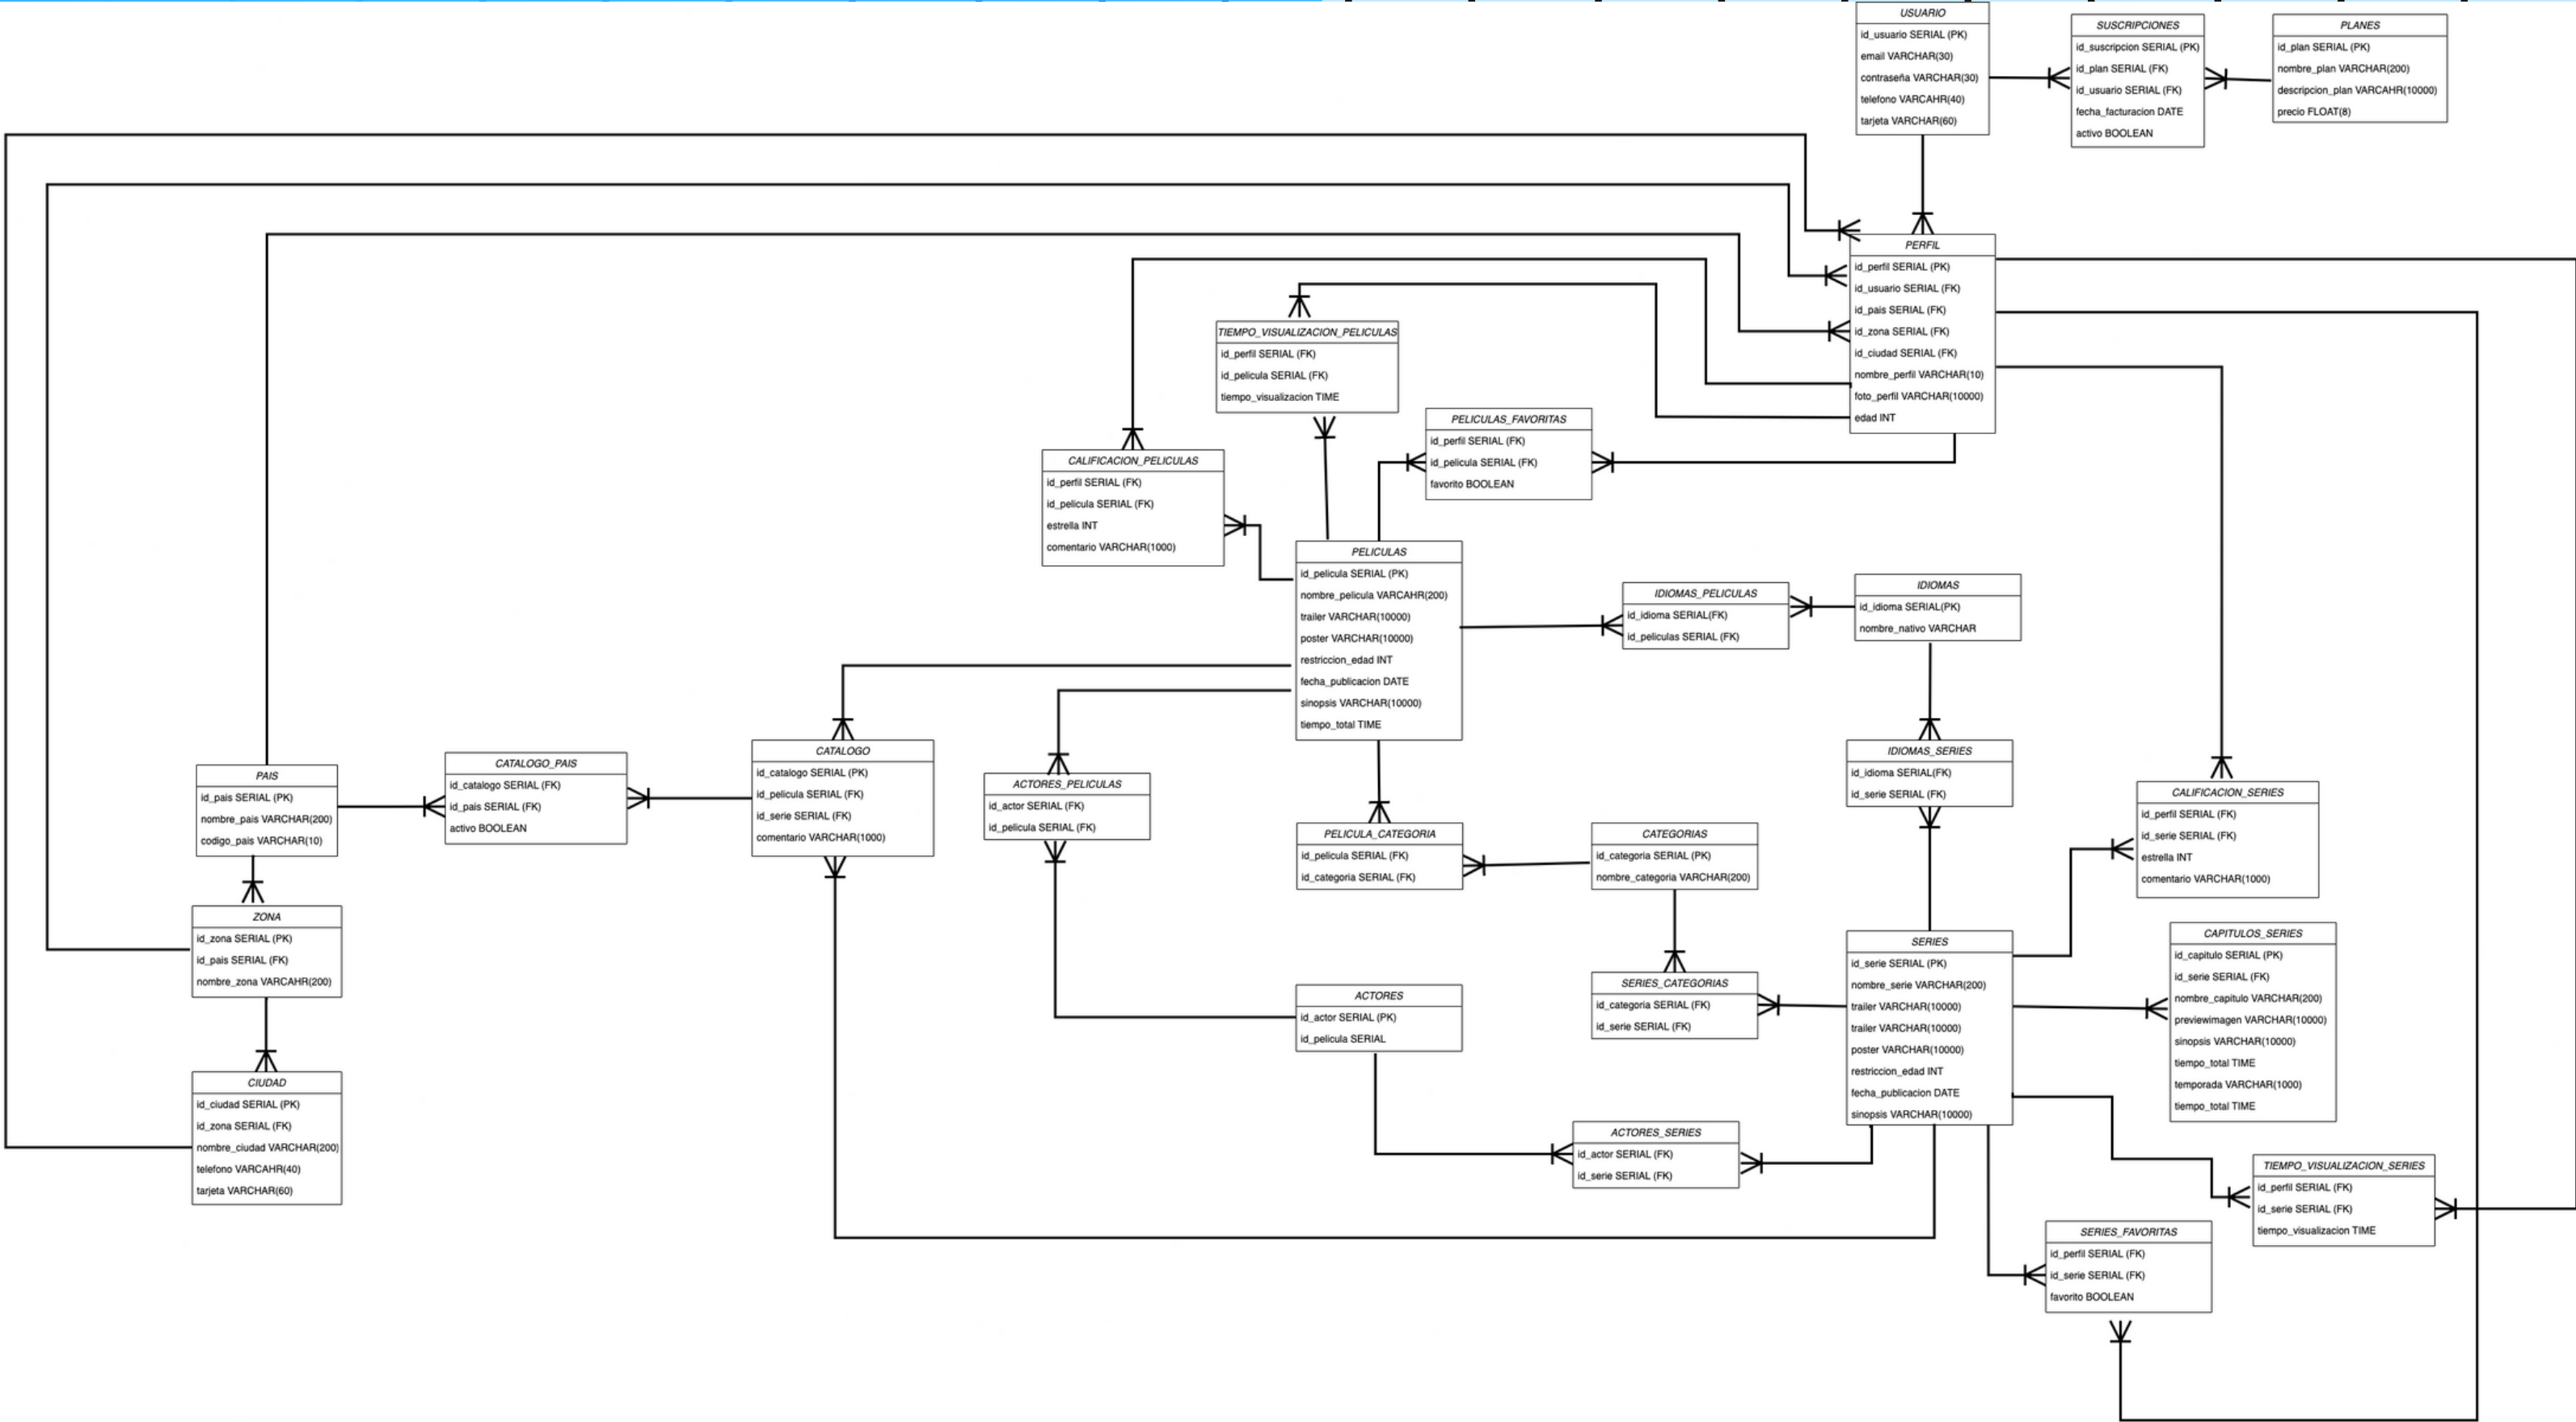 USUARIO
id_usuario SERIAL (PK)
email VARCHAR(30)
contraseña VARCHAR(30)
telefono VARCAHR(40)
tarjeta VARCHAR(60)
SUSCRIPCIONES
id_suscripcion SERIAL (PK)
id_plan SERIAL (FK)
id_usuario SERIAL (FK)
fecha_facturacion DATE
activo BOOLEAN
PLANES
id_plan SERIAL (PK)
nombre_plan VARCHAR(200)
descripcion_plan VARCAHR(10000)
precio FLOAT(8)
PERFIL
id_perfil SERIAL (PK)
id_usuario SERIAL (FK)
id_pais SERIAL (FK)
id_zona SERIAL (FK)
id_ciudad SERIAL (FK)
nombre_perfil VARCHAR(10)
foto_perfil VARCHAR(10000)
edad INT
TIEMPO_VISUALIZACION_PELICULAS
id_perfil SERIAL (FK)
id_pelicula SERIAL (FK)
tiempo_visualizacion TIME
PELICULAS_FAVORITAS
id_perfil SERIAL (FK)
id_pelicula SERIAL (FK)
favorito BOOLEAN
CALIFICACION_PELICULAS
id_perfil SERIAL (FK)
id_pelicula SERIAL (FK)
estrella INT
comentario VARCHAR(1000)
PELICULAS
id_pelicula SERIAL (PK)
nombre_pelicula VARCAHR(200)
trailer VARCHAR(10000)
poster VARCHAR(10000)
restriccion_edad INT
fecha_publicacion DATE
sinopsis VARCHAR(10000)
tiempo_total TIME
IDIOMAS_PELICULAS
id_idioma SERIAL(FK)
id_peliculas SERIAL (FK)
IDIOMAS
id_idioma SERIAL(PK)
nombre_nativo VARCHAR
PAIS
id_pais SERIAL (PK)
nombre_pais VARCHAR(200)
codigo_pais VARCHAR(10)
CATALOGO_PAIS
id_catalogo SERIAL (FK)
id_pais SERIAL (FK)
activo BOOLEAN
CATALOGO
id_catalogo SERIAL (PK)
id_pelicula SERIAL (FK)
id_serie SERIAL (FK)
comentario VARCHAR(1000)
ACTORES_PELICULAS
id_actor SERIAL (FK)
id_pelicula SERIAL (FK)
PELICULA_CATEGORIA
id_pelicula SERIAL (FK)
id_categoria SERIAL (FK)
CATEGORIAS
id_categoria SERIAL (PK)
nombre_categoria VARCHAR(200)
IDIOMAS_SERIES
id_idioma SERIAL(FK)
id_serie SERIAL (FK)
CALIFICACION_SERIES
id_perfil SERIAL (FK)
id_serie SERIAL (FK)
estrella INT
comentario VARCHAR(1000)
ZONA
id_zona SERIAL (PK)
id_pais SERIAL (FK)
nombre_zona VARCAHR(200)
CIUDAD
id_ciudad SERIAL (PK)
id_zona SERIAL (FK)
nombre_ciudad VARCHAR(200)
telefono VARCAHR(40)
tarjeta VARCHAR(60)
ACTORES
id_actor SERIAL (PK)
id_pelicula SERIAL
SERIES_CATEGORIAS
id_categoria SERIAL (FK)
id_serie SERIAL (FK)
SERIES
id_serie SERIAL (PK)
nombre_serie VARCHAR(200)
trailer VARCHAR(10000)
trailer VARCHAR(10000)
poster VARCHAR(10000)
restriccion_edad INT
fecha_publicacion DATE
sinopsis VARCHAR(10000)
CAPITULOS_SERIES
id_capitulo SERIAL (PK)
id_serie SERIAL (FK)
nombre_capitulo VARCHAR(200)
previewimagen VARCHAR(10000)
sinopsis VARCHAR(10000)
tiempo_total TIME
temporada VARCHAR(1000)
tiempo_total TIME
ACTORES_SERIES
id_actor SERIAL (FK)
id_serie SERIAL (FK)
TIEMPO_VISUALIZACION_SERIES
id_perfil SERIAL (FK)
id_serie SERIAL (FK)
tiempo_visualizacion TIME
SERIES_FAVORITAS
id_perfil SERIAL (FK)
id_serie SERIAL (FK)
favorito BOOLEAN